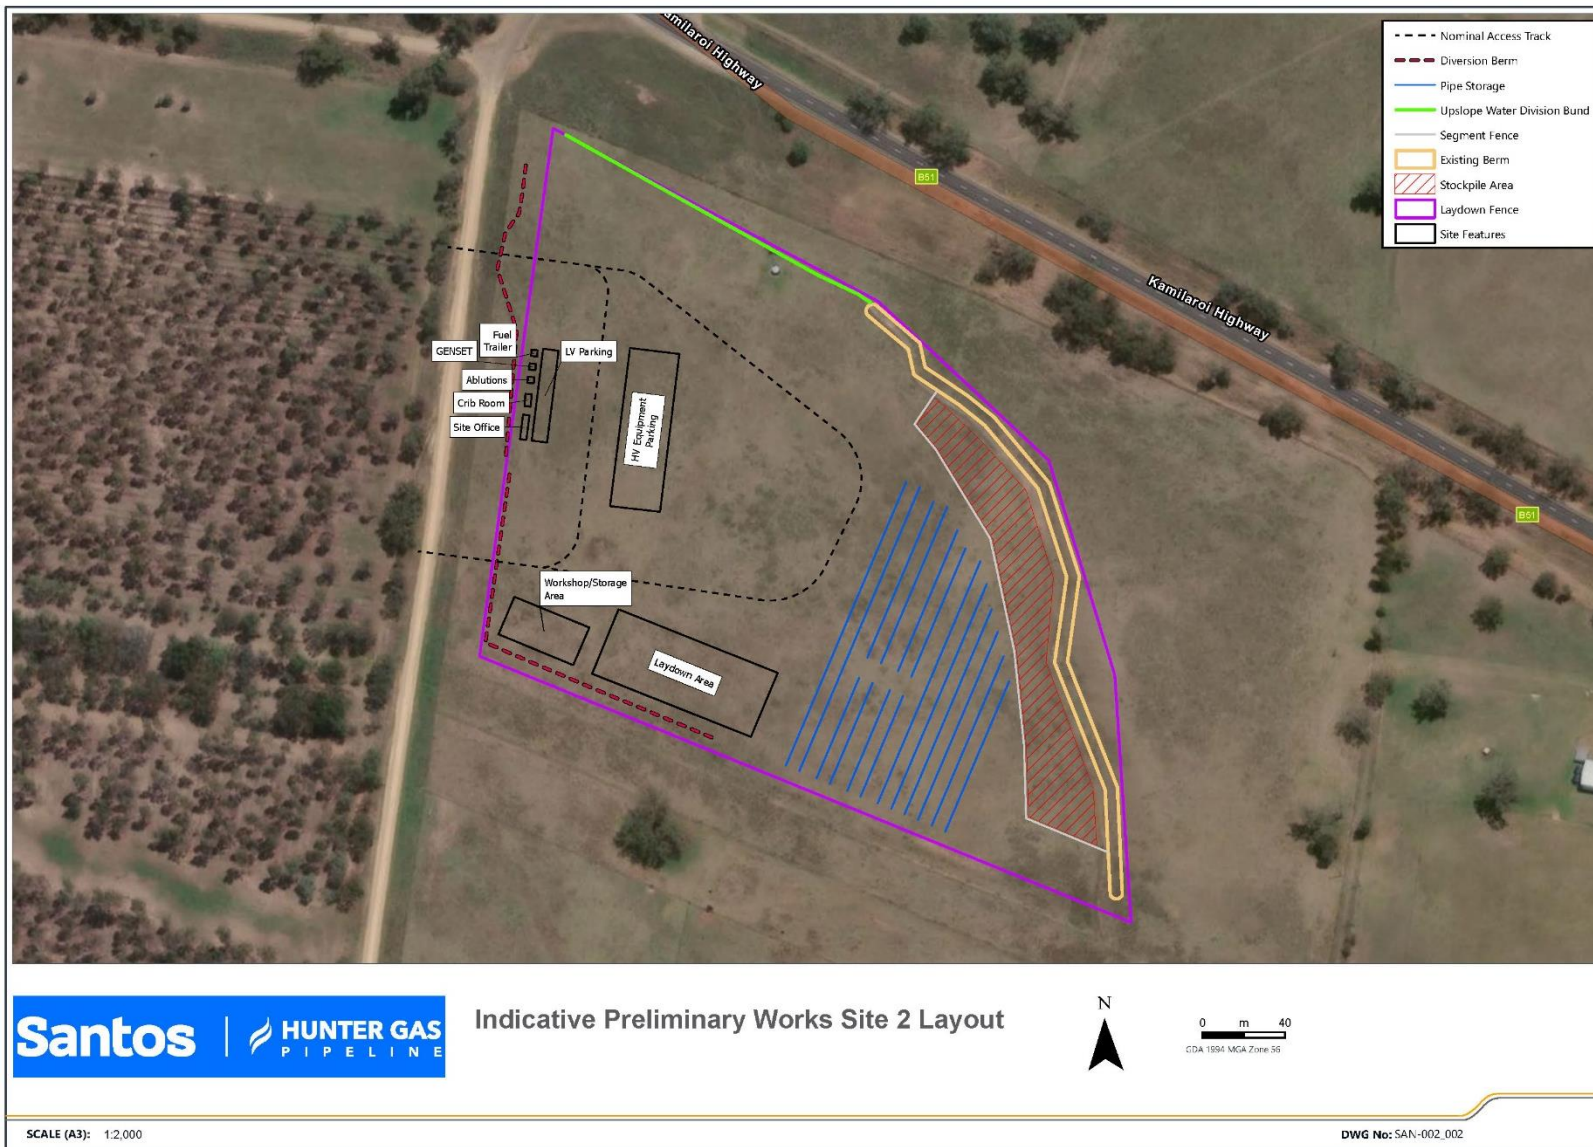 amilaroi Highway
B51
Kamilaroi Highway
B51
Nominal Access Track
Diversion Berm
Pipe Storage
Upslope Water Division Bund
Segment Fence
Existing Berm
Stockpile Area
Laydown Fence
Site Features
Fuel
Trailer
GENSET
LV Parking
Ablutions
Crib Room
Site Office
HV Equipment
Parking
Workshop/Storage
Area
Laydown Area
Santos
HUNTER GAS
PIPELINE
Indicative Preliminary Works Site 2 Layout
N
0 m 40
GDA 1994 MGA Zone 56
SCALE (A3): 1:2,000
DWG No: SAN-002_002